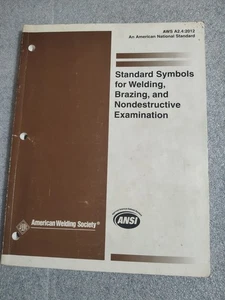 AWS A2.4:2012
An American National Standard
Standard Symbols
for Welding,
Brazing, and
Nondestructive
Examination
American Welding Society®
ANSI